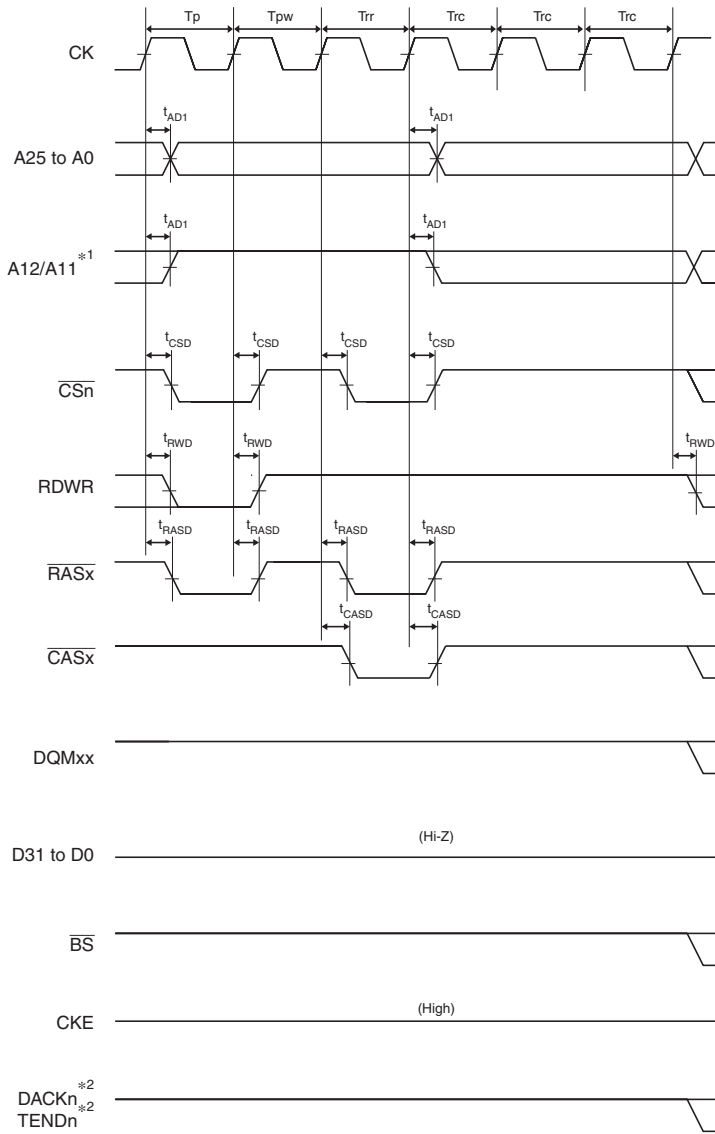 Tp Tpw Trr Trc Trc Trc
CK
tAD1 tAD1
A25 to A0
tAD1 tAD1
A12/A11*1
tCSD tCSD tCSD tCSD
CSn
tRWD tRWD tRWD
RDWR
tRASD tRASD tRASD tRASD
RASx
tCASD tCASD
CASx
DQMxx
(Hi-Z)
D31 to D0
BS
(High)
CKE
DACKn*2
TENDn*2